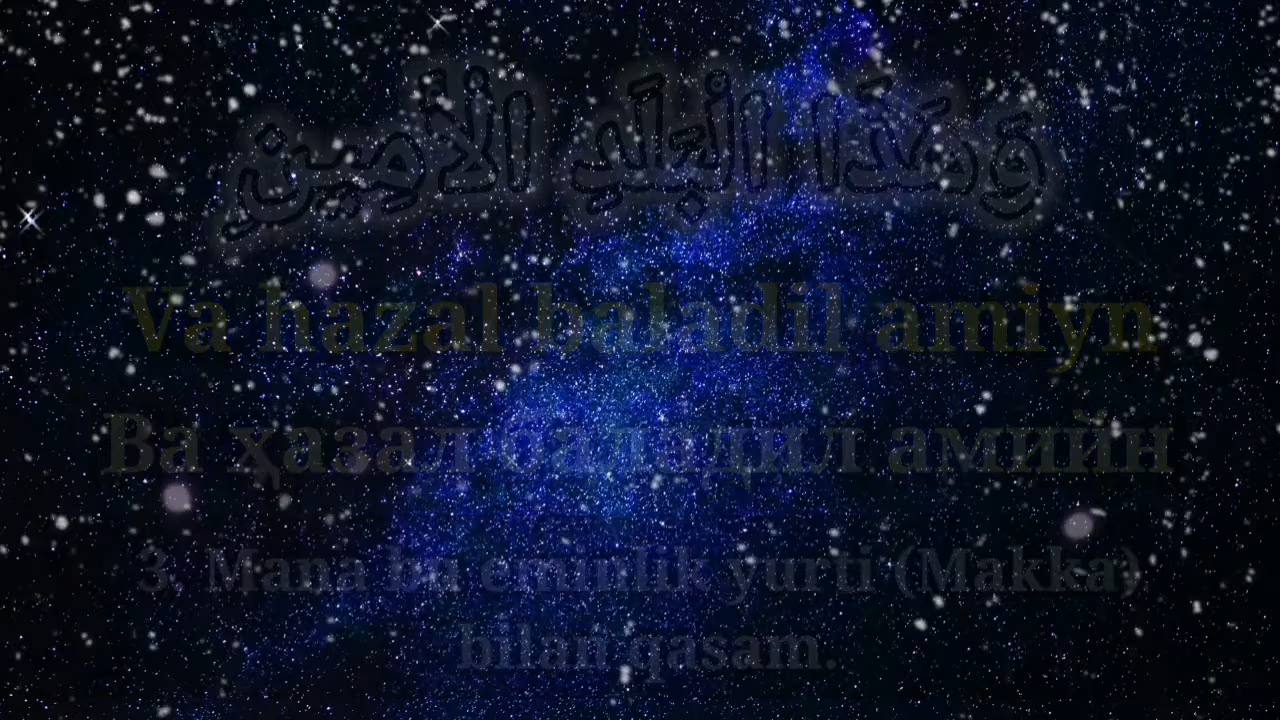 وَهَٰذَا الْبَلَدِ الْأَمِينِ
Va hazal baladil amiyn
Ва ҳазал баладил амийн
3. Mana bu eminlik yurti (Makka)
bilan qasam.